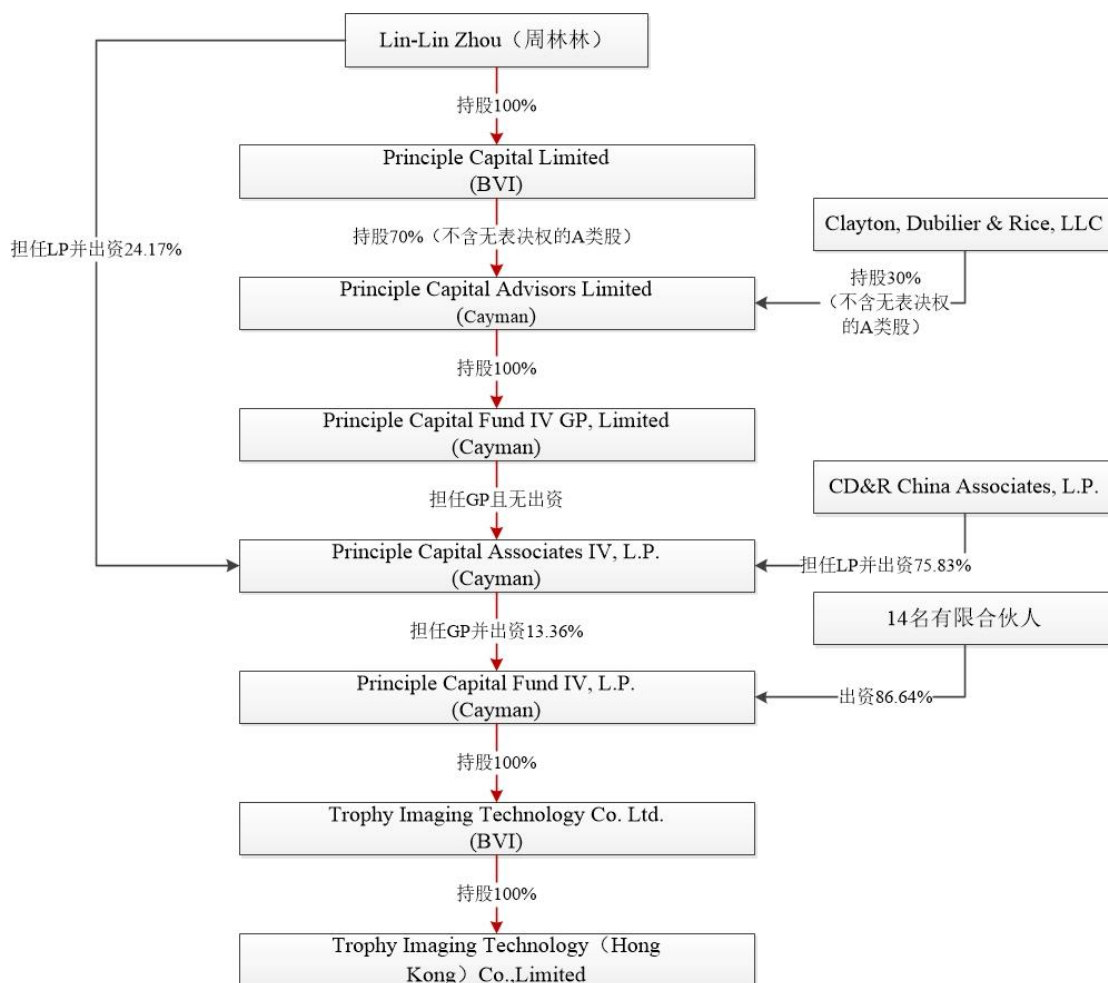 Lin-Lin Zhou（周林林）
持股100%
Principle Capital Limited
(BVI)
担任LP并出资24.17%
持股70%（不含无表决权的A类股）
Clayton, Dubilier & Rice, LLC
持股30%
（不含无表决权
的A类股）
Principle Capital Advisors Limited
(Cayman)
持股100%
Principle Capital Fund IV GP, Limited
(Cayman)
担任GP且无出资
CD&R China Associates, L.P.
担任LP并出资75.83%
Principle Capital Associates IV, L.P.
(Cayman)
担任GP并出资13.36%
14名有限合伙人
出资86.64%
Principle Capital Fund IV, L.P.
(Cayman)
持股100%
Trophy Imaging Technology Co. Ltd.
(BVI)
持股100%
Trophy Imaging Technology（Hong
Kong）Co.,Limited